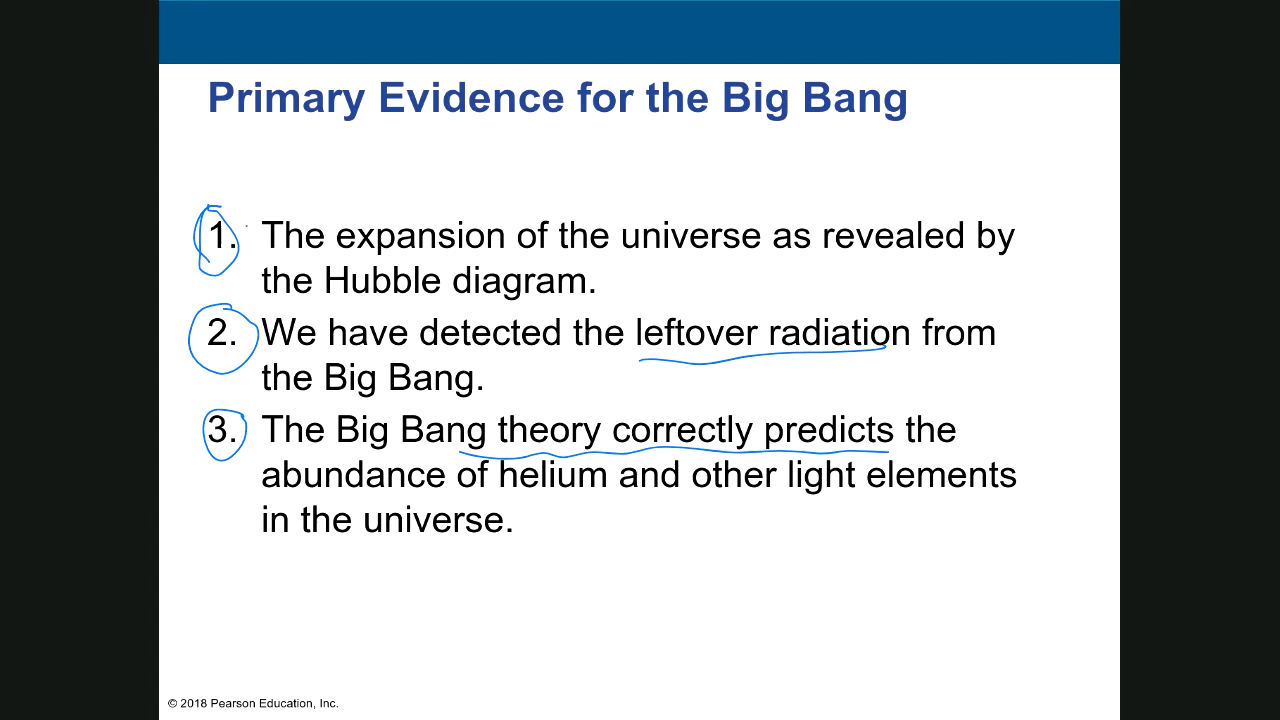 Primary Evidence for the Big Bang
1. The expansion of the universe as revealed by
the Hubble diagram.
2. We have detected the leftover radiation from
the Big Bang.
3. The Big Bang theory correctly predicts the
abundance of helium and other light elements
in the universe.
© 2018 Pearson Education, Inc.